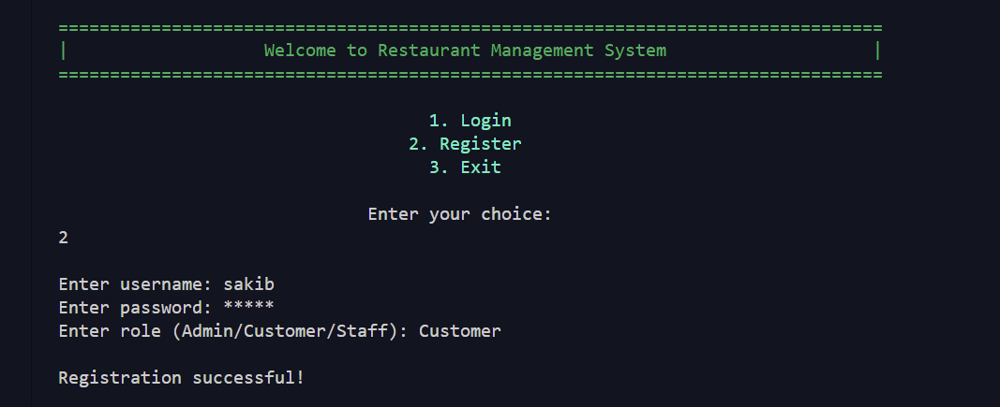 ================================================================================
|                   Welcome to Restaurant Management System                    |
================================================================================
1. Login
2. Register
3. Exit
Enter your choice:
2
Enter username: sakib
Enter password: *****
Enter role (Admin/Customer/Staff): Customer
Registration successful!